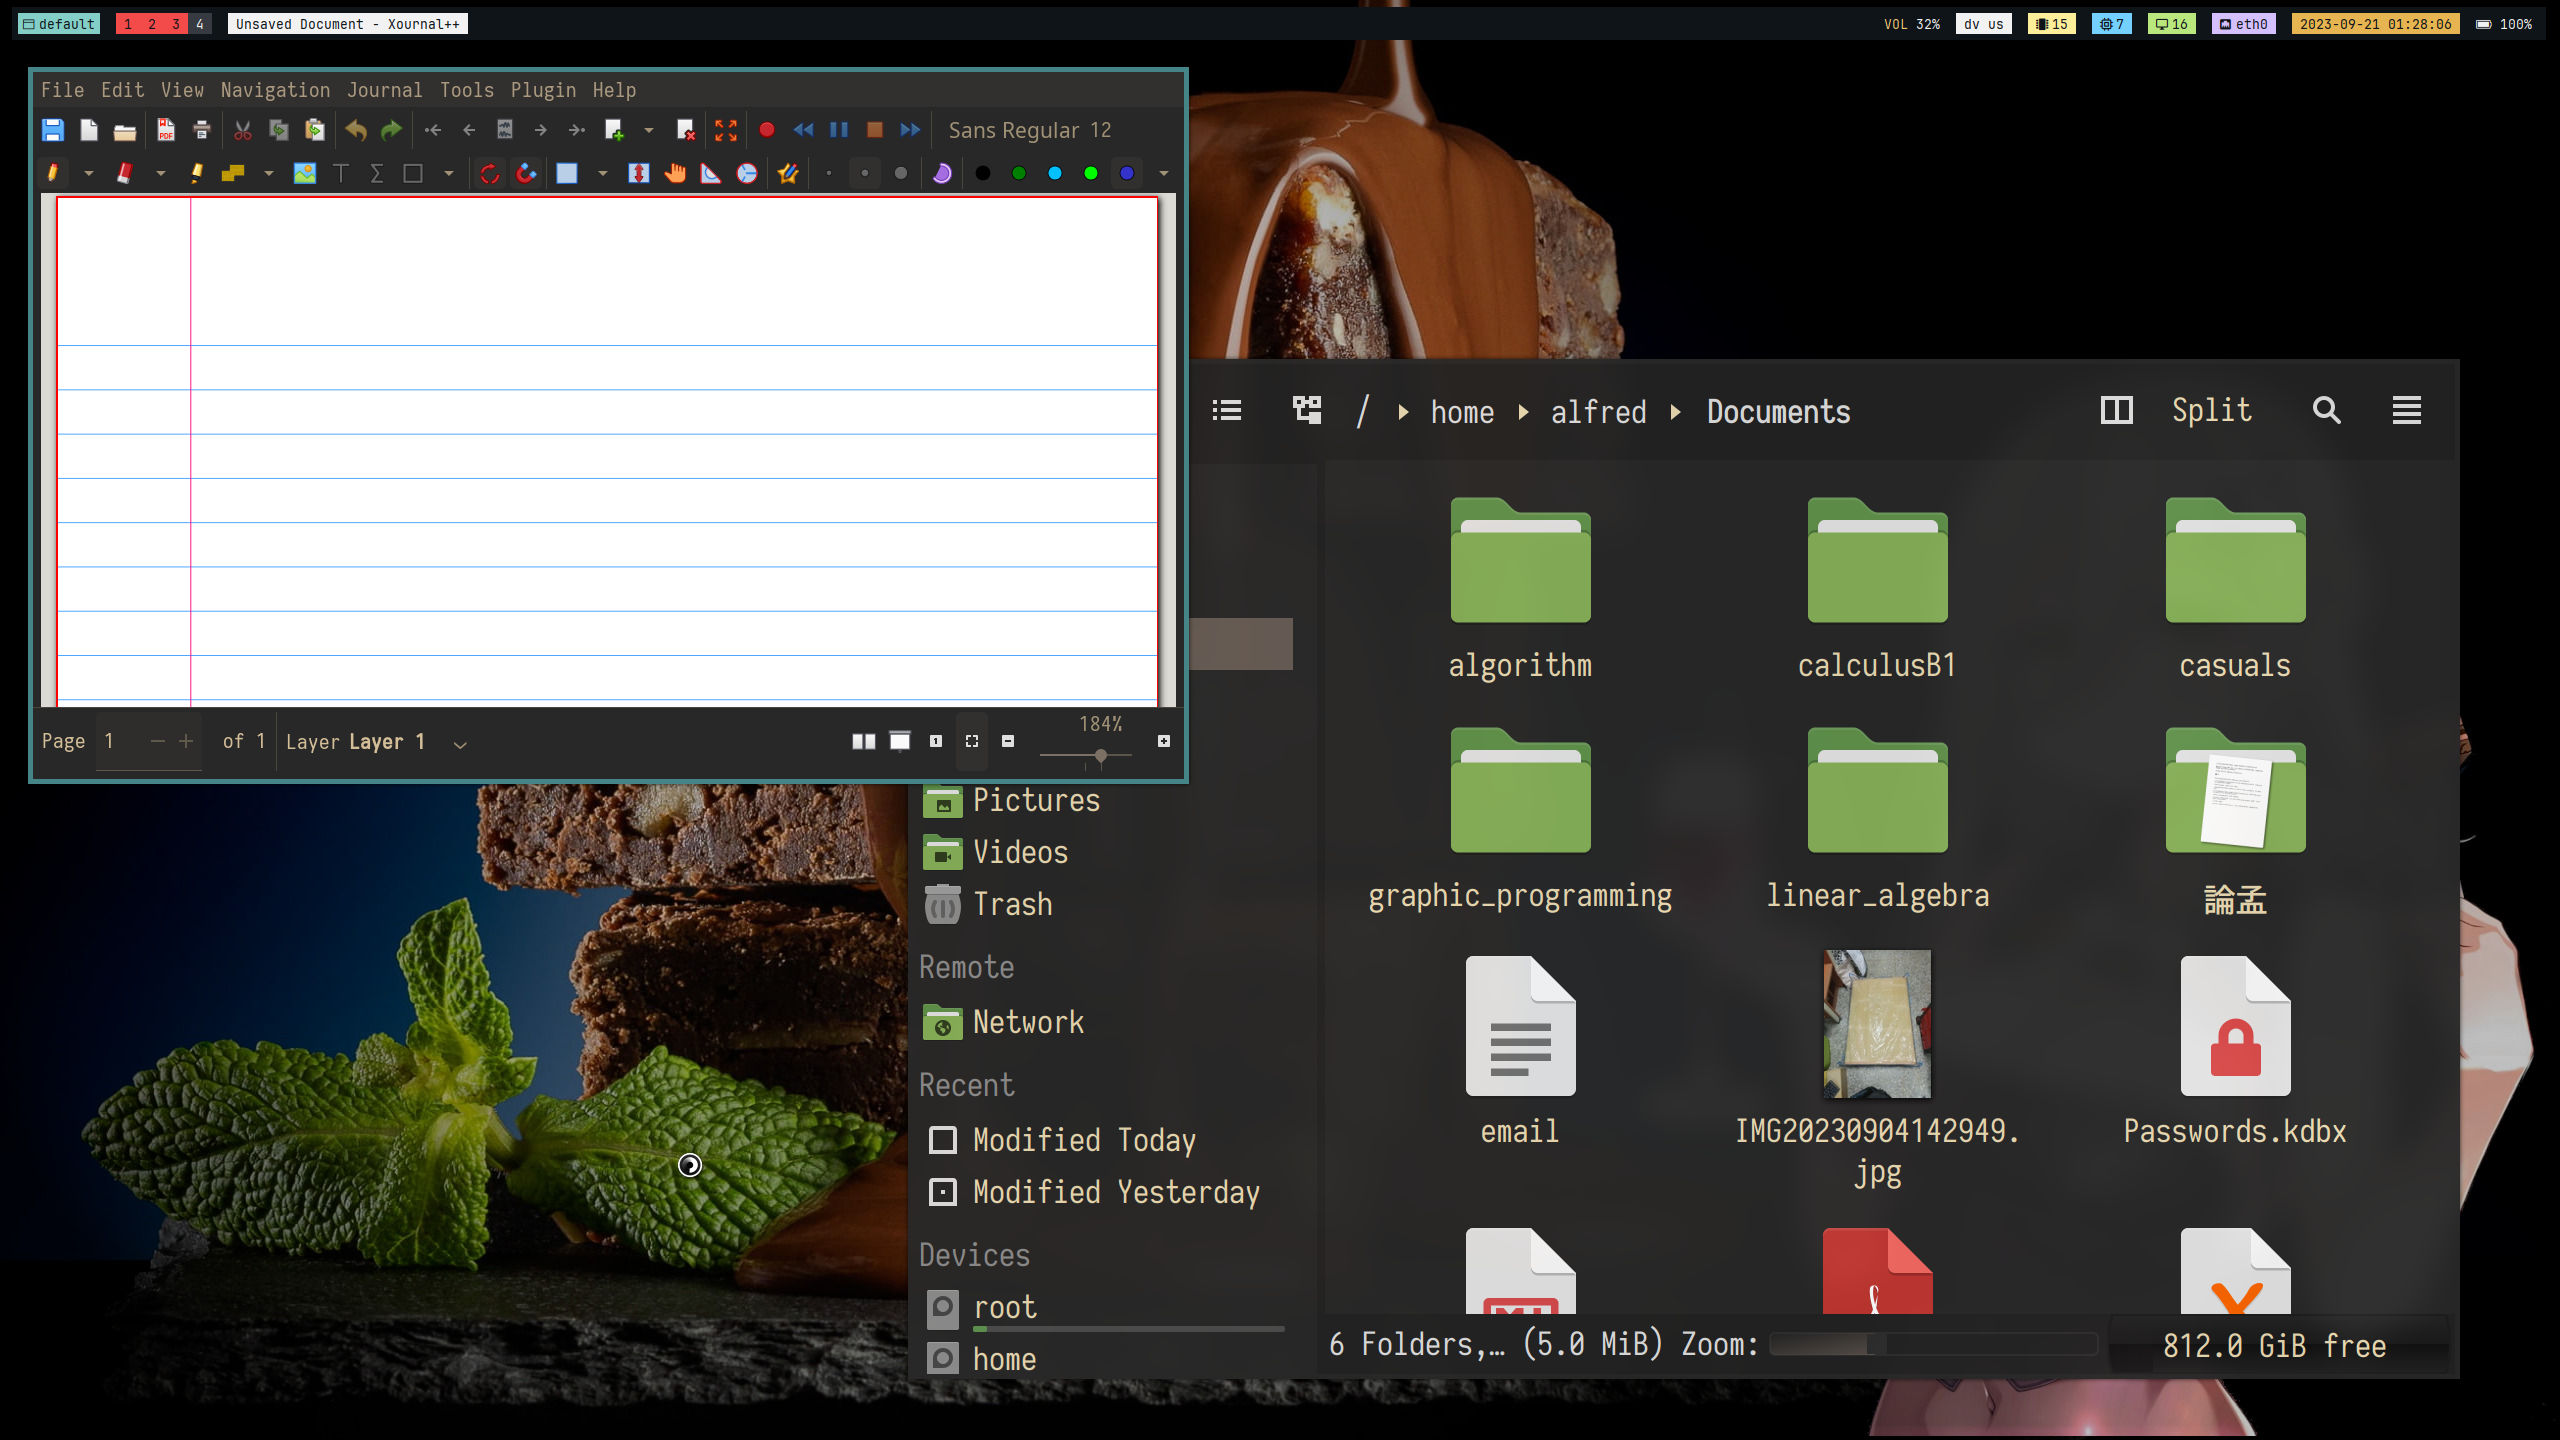 default 1 2 3 4 Unsaved Document - Xournal++ VOL 32% dv us 15 7 16 eth0 2023-09-21 01:28:06 100%
File Edit View Navigation Journal Tools Plugin Help
Sans Regular 12
184%
Page 1 of 1 Layer Layer 1
/ home alfred Documents Split
algorithm calculusB1 casuals
graphic_programming linear_algebra 論孟
email IMG20230904142949.jpg Passwords.kdbx
Pictures
Videos
Trash
Remote
Network
Recent
Modified Today
Modified Yesterday
Devices
root
home
6 Folders,… (5.0 MiB) Zoom: 812.0 GiB free